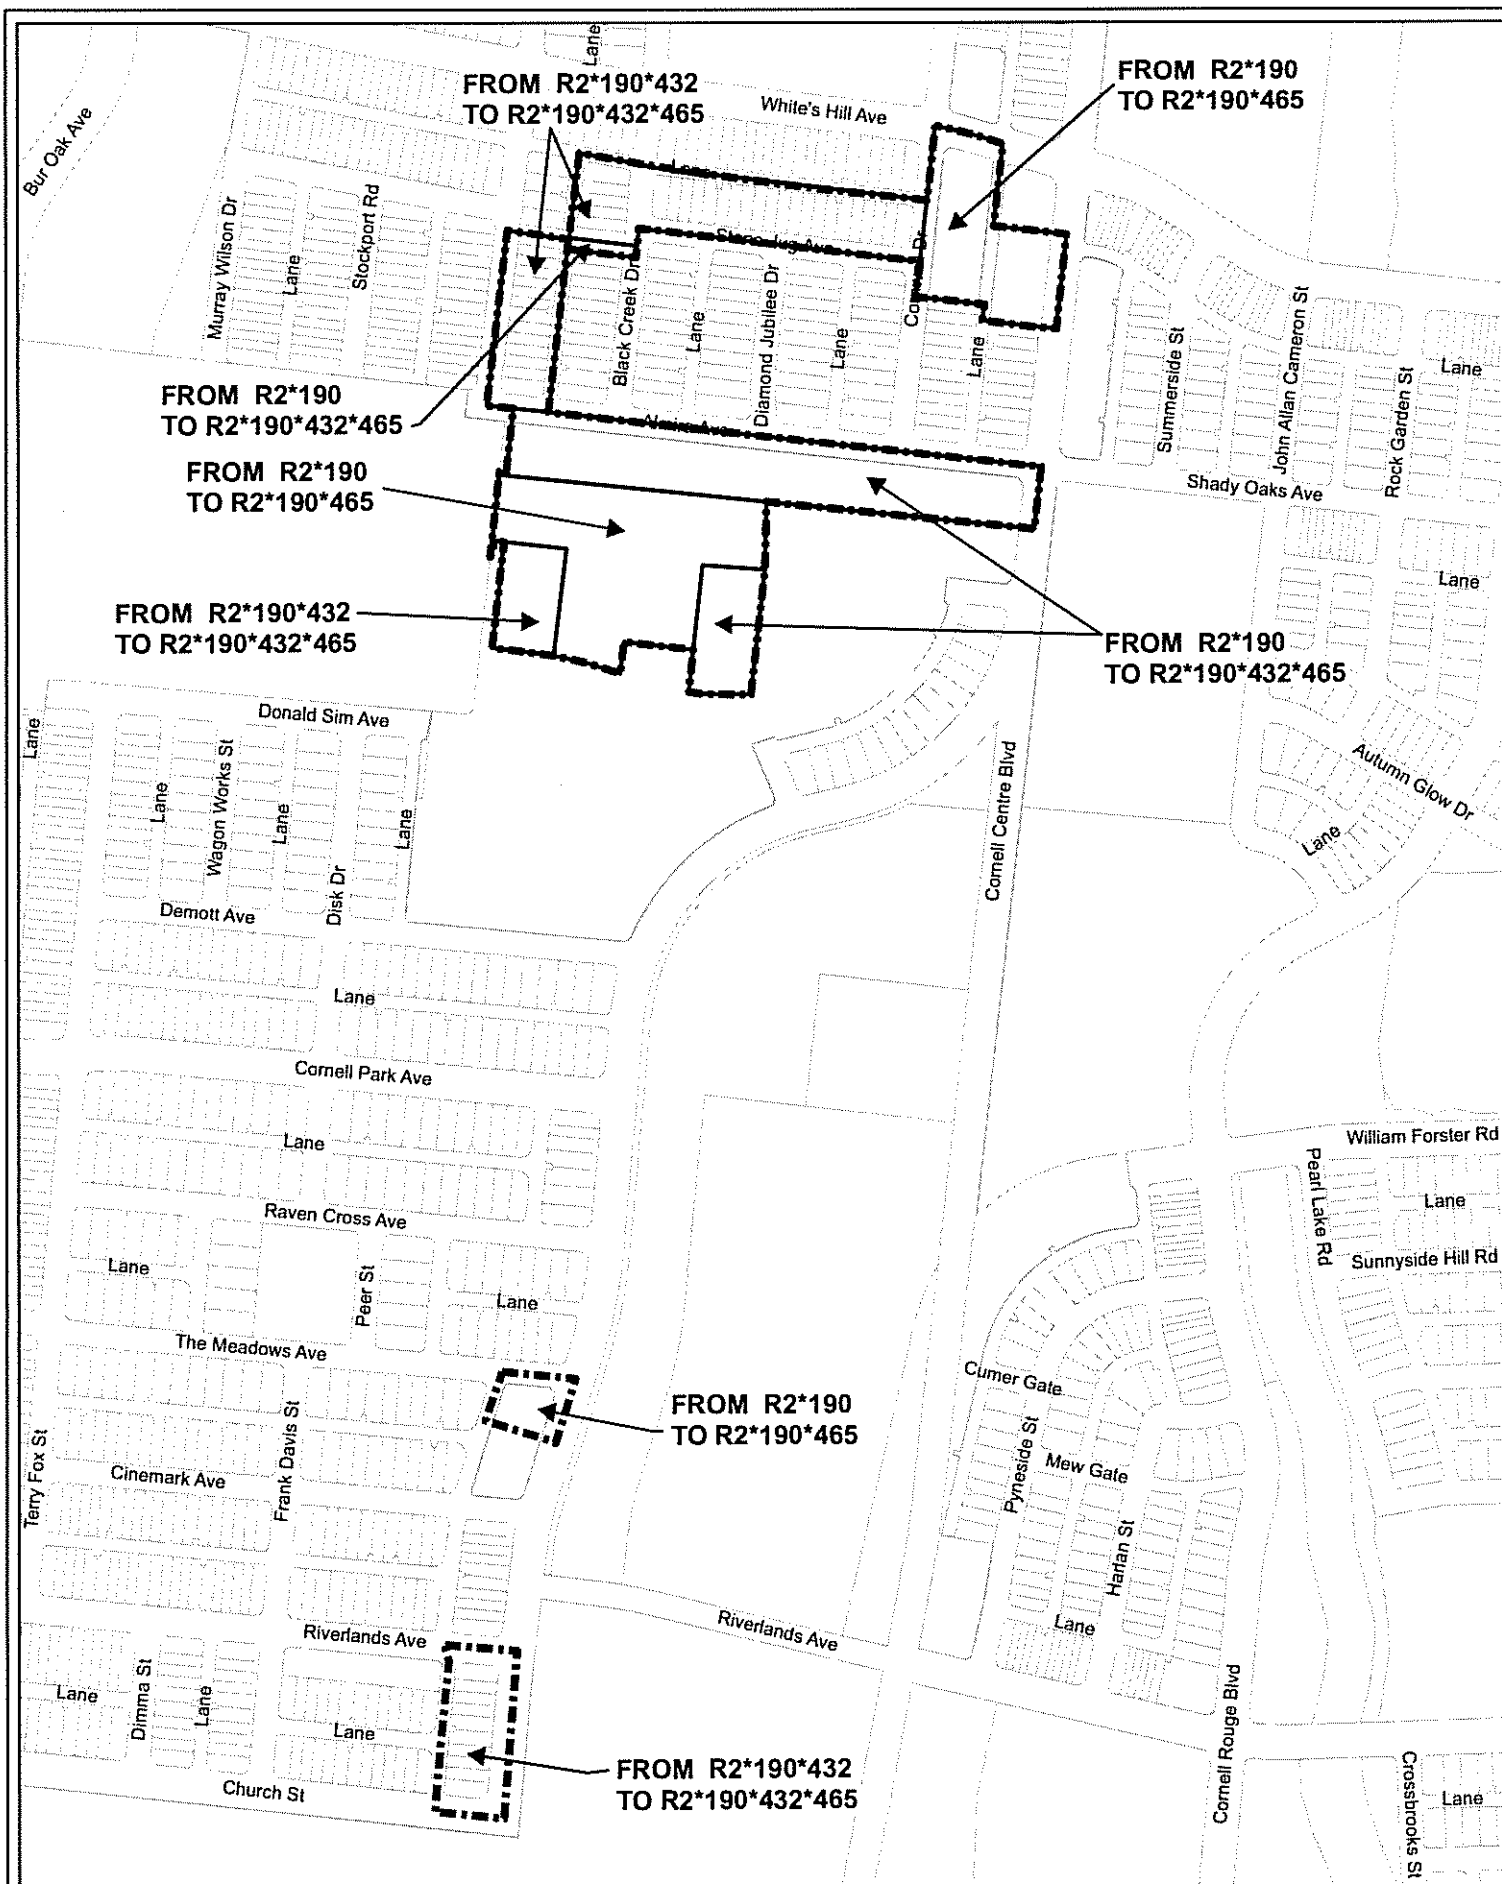 Lane
FROM R2*190*432
TO R2*190*432*465
FROM R2*190
TO R2*190*465
White's Hill Ave
Bur Oak Ave
Murray Wilson Dr
Lane
Stockport Rd
Black Creek Dr
Lane
Diamond Jubilee Dr
Lane
Lane
Summerside St
John Allan Cameron St
Rock Garden St
Lane
FROM R2*190
TO R2*190*432*465
FROM R2*190
TO R2*190*465
Shady Oaks Ave
Lane
FROM R2*190*432
TO R2*190*432*465
FROM R2*190
TO R2*190*432*465
Donald Sim Ave
Lane
Lane
Wagon Works St
Lane
Disk Dr
Lane
Cornell Centre Blvd
Autumn Glow Dr
Lane
Demott Ave
Lane
Cornell Park Ave
Lane
William Forster Rd
Pearl Lake Rd
Lane
Sunnyside Hill Rd
Raven Cross Ave
Lane
Peer St
Lane
The Meadows Ave
Cumer Gate
FROM R2*190
TO R2*190*465
Frank Davis St
Terry Fox St
Cinemark Ave
Pyneside St
Mew Gate
Harlan St
Lane
Riverlands Ave
Riverlands Ave
Lane
Dimma St
Lane
Lane
Cornell Rouge Blvd
FROM R2*190*432
TO R2*190*432*465
Church St
Crossbrooks St
Lane